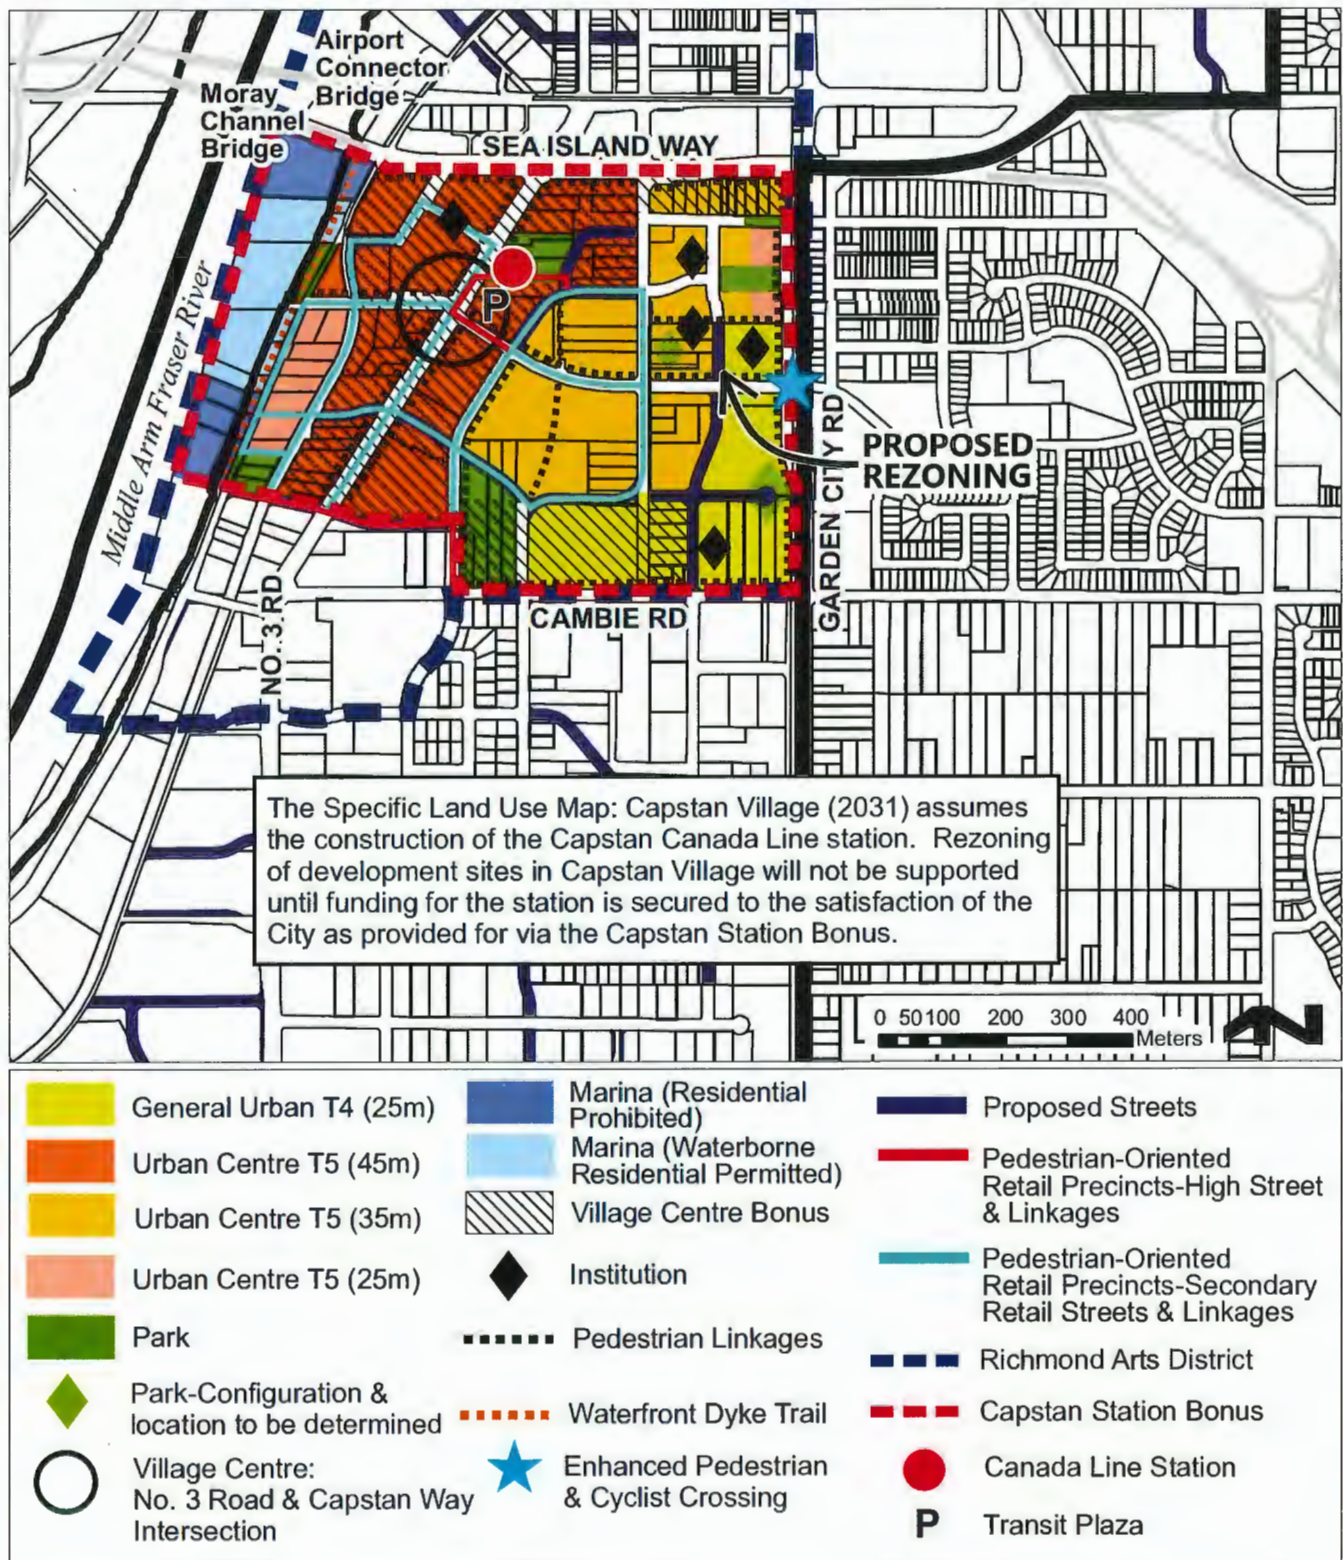 Airport
Connector
Bridge
Moray
Channel
Bridge
SEA ISLAND WAY
Middle Arm Fraser River
P
PROPOSED
REZONING
GARDEN CITY RD
NO. 3 RD
CAMBIE RD
The Specific Land Use Map: Capstan Village (2031) assumes
the construction of the Capstan Canada Line station. Rezoning
of development sites in Capstan Village will not be supported
until funding for the station is secured to the satisfaction of the
City as provided for via the Capstan Station Bonus.
0 50 100 200 300 400
Meters
General Urban T4 (25m)
Urban Centre T5 (45m)
Urban Centre T5 (35m)
Urban Centre T5 (25m)
Park
Park-Configuration &
location to be determined
Village Centre:
No. 3 Road & Capstan Way
Intersection
Marina (Residential
Prohibited)
Marina (Waterborne
Residential Permitted)
Village Centre Bonus
Institution
Pedestrian Linkages
Waterfront Dyke Trail
Enhanced Pedestrian
& Cyclist Crossing
Proposed Streets
Pedestrian-Oriented
Retail Precincts-High Street
& Linkages
Pedestrian-Oriented
Retail Precincts-Secondary
Retail Streets & Linkages
Richmond Arts District
Capstan Station Bonus
Canada Line Station
P Transit Plaza